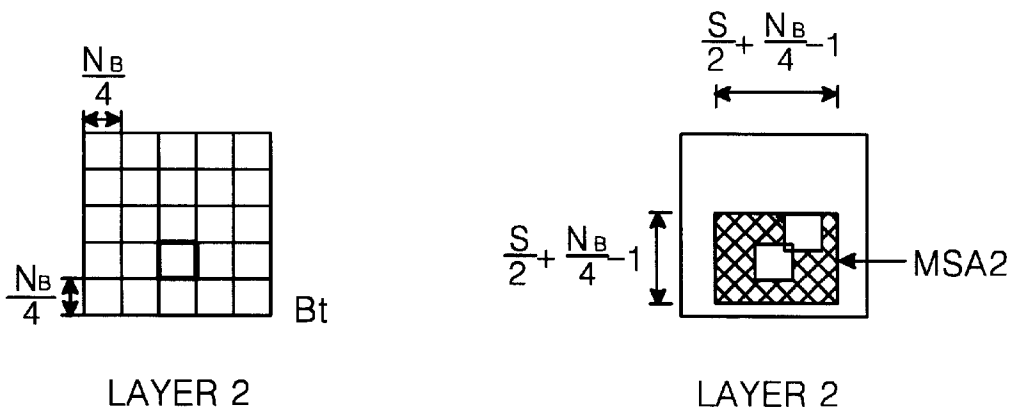 N_B/4
N_B/4
Bt
LAYER 2
S/2 + N_B/4 -1
S/2 + N_B/4 -1
MSA2
LAYER 2